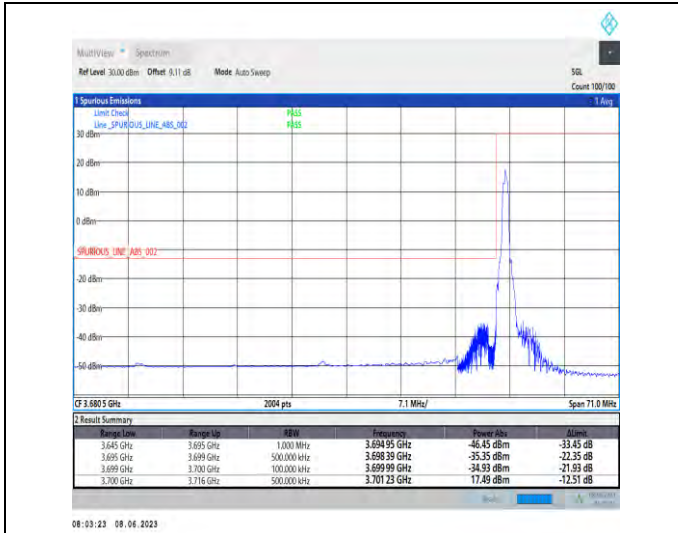 MultiView Spectrum
Ref Level 30.00 dBm Offset 9.11 dB Mode Auto Sweep SGL
Count 100/100
1 Spurious Emissions 1 Avg
Limit Check PASS
Line _SPURIOUS_LINE_ABS_002 PASS
30 dBm
20 dBm
10 dBm
0 dBm
SPURIOUS_LINE_ABS_002
-20 dBm
-30 dBm
-40 dBm
-50 dBm
CF 3.6805 GHz 2004 pts 7.1 MHz/ Span 71.0 MHz
2 Result Summary
Range Low Range Up RBW Frequency Power Abs ΔLimit
3.645 GHz 3.695 GHz 1.000 MHz 3.694 95 GHz -46.45 dBm -33.45 dB
3.695 GHz 3.699 GHz 500.000 kHz 3.698 39 GHz -35.35 dBm -22.35 dB
3.699 GHz 3.700 GHz 100.000 kHz 3.699 99 GHz -34.93 dBm -21.93 dB
3.700 GHz 3.716 GHz 500.000 kHz 3.701 23 GHz 17.49 dBm -12.51 dB
Ready
08:03:23 08.06.2023